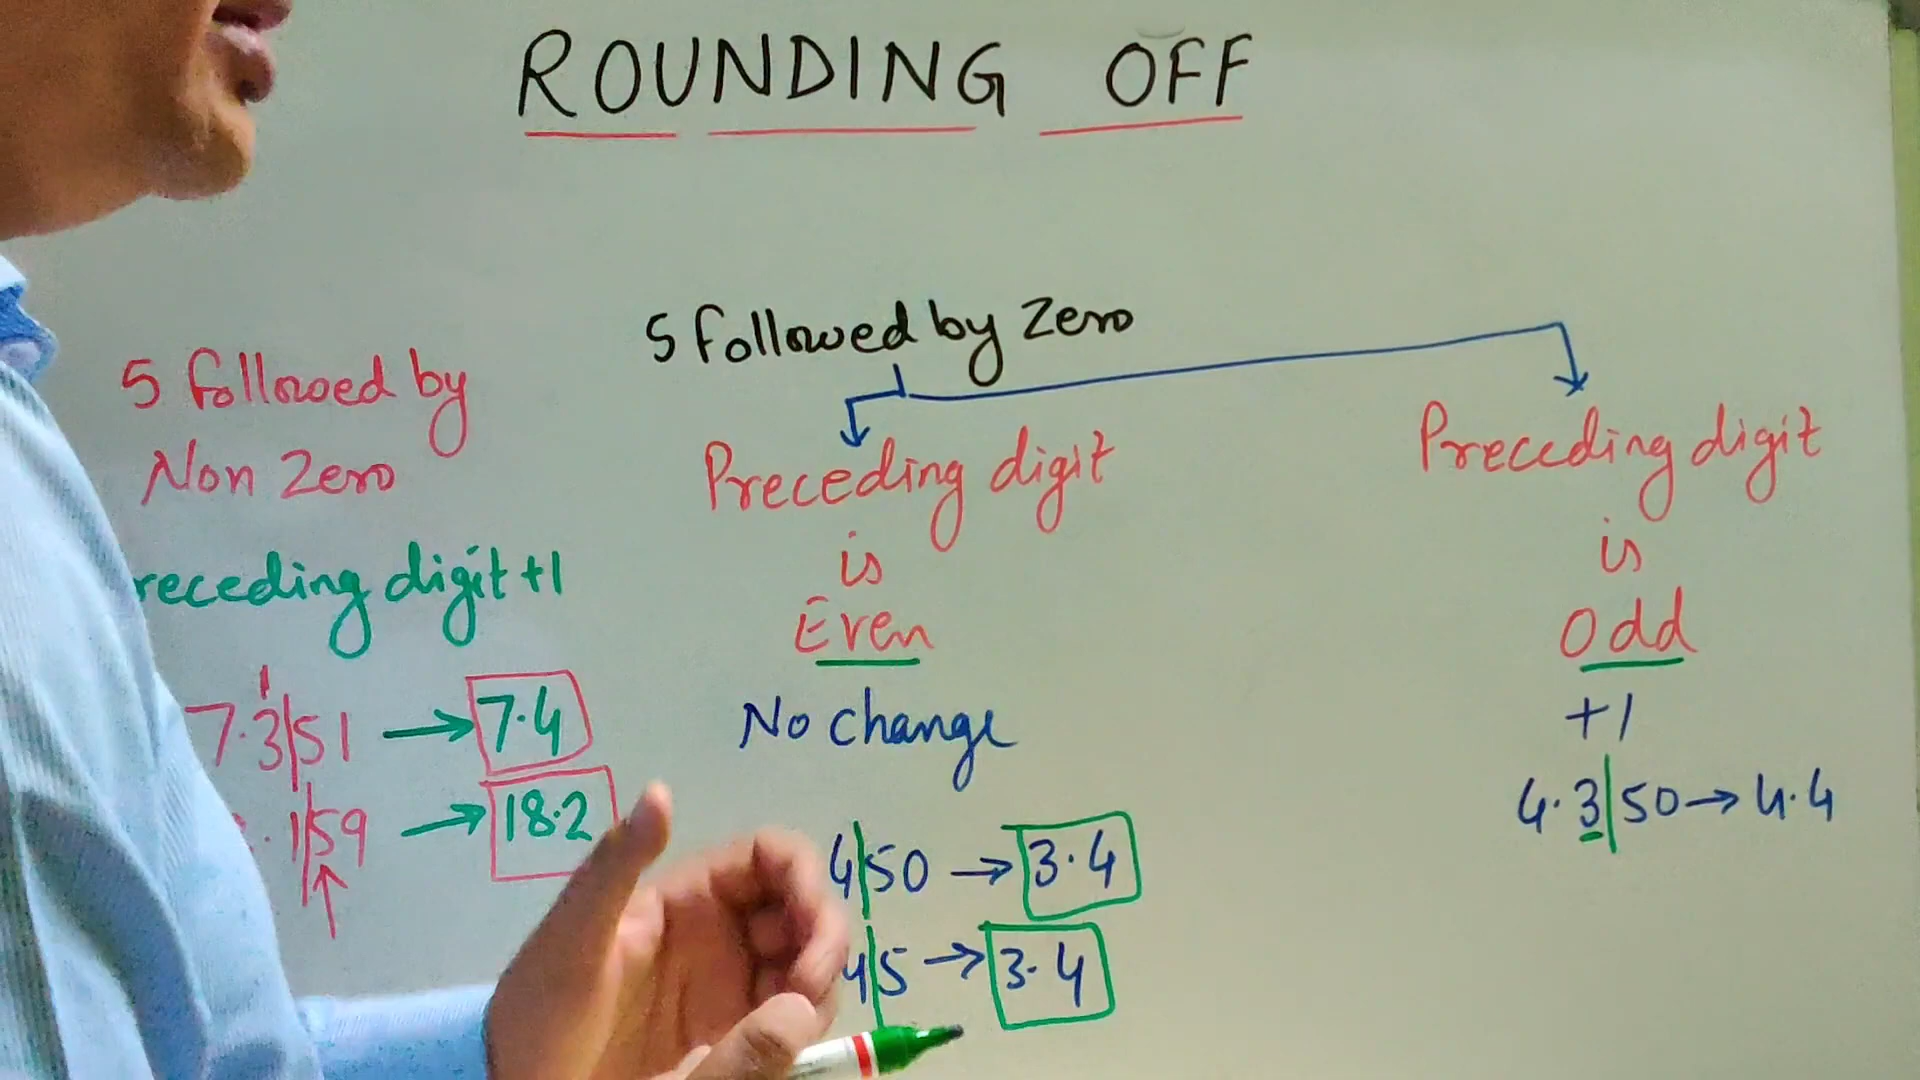 ROUNDING OFF
5 followed by
Non Zero
receding digit +1
1
7.3|51 → 7.4
.1|59 → 18.2
5 followed by Zero
Preceding digit
is
Even
No change
4|50 → 3.4
4|5 → 3.4
Preceding digit
is
Odd
+1
4.3|50 → 4.4